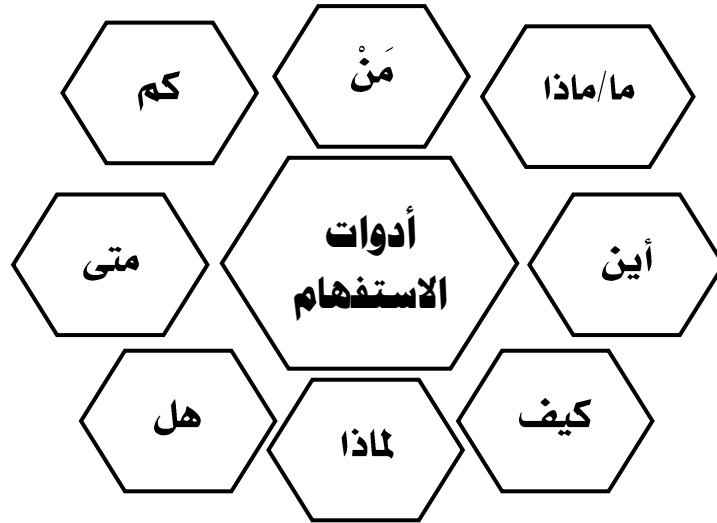 مَنْ
ما/ماذا
كم
أدوات
الاستفهام
أين
متى
كيف
هل
لماذا